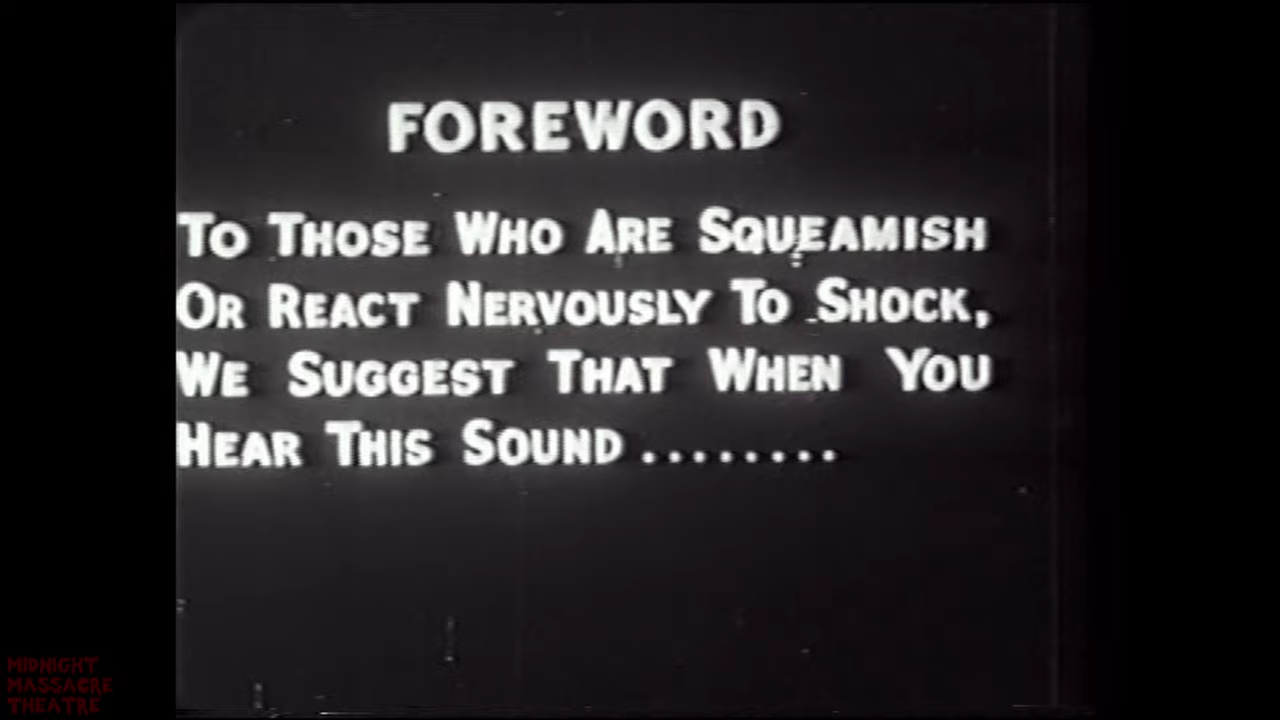 FOREWORD
TO THOSE WHO ARE SQUEAMISH
OR REACT NERVOUSLY TO SHOCK,
WE SUGGEST THAT WHEN YOU
HEAR THIS SOUND ........
MIDNIGHT
MASSACRE
THEATRE